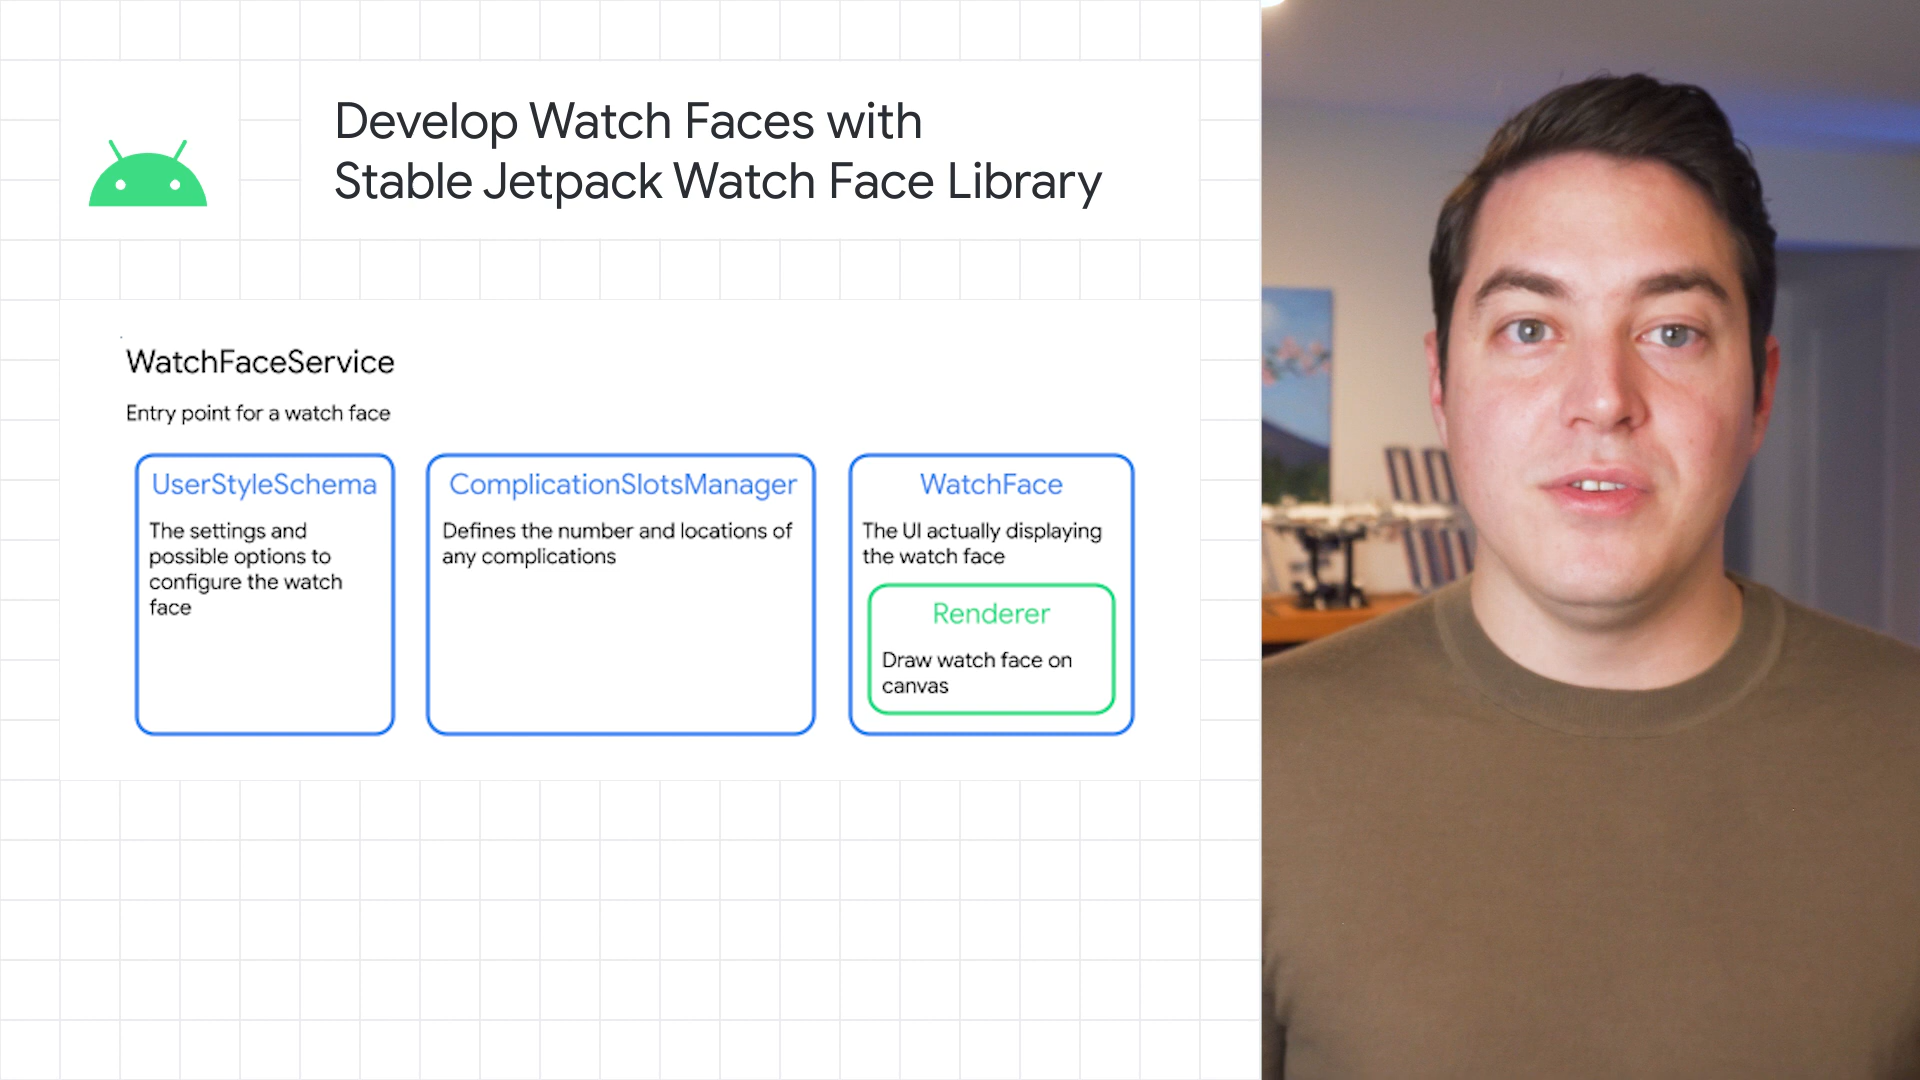 Develop Watch Faces with
Stable Jetpack Watch Face Library
WatchFaceService
Entry point for a watch face
UserStyleSchema
The settings and
possible options to
configure the watch
face
ComplicationSlotsManager
Defines the number and locations of
any complications
WatchFace
The UI actually displaying
the watch face
Renderer
Draw watch face on
canvas